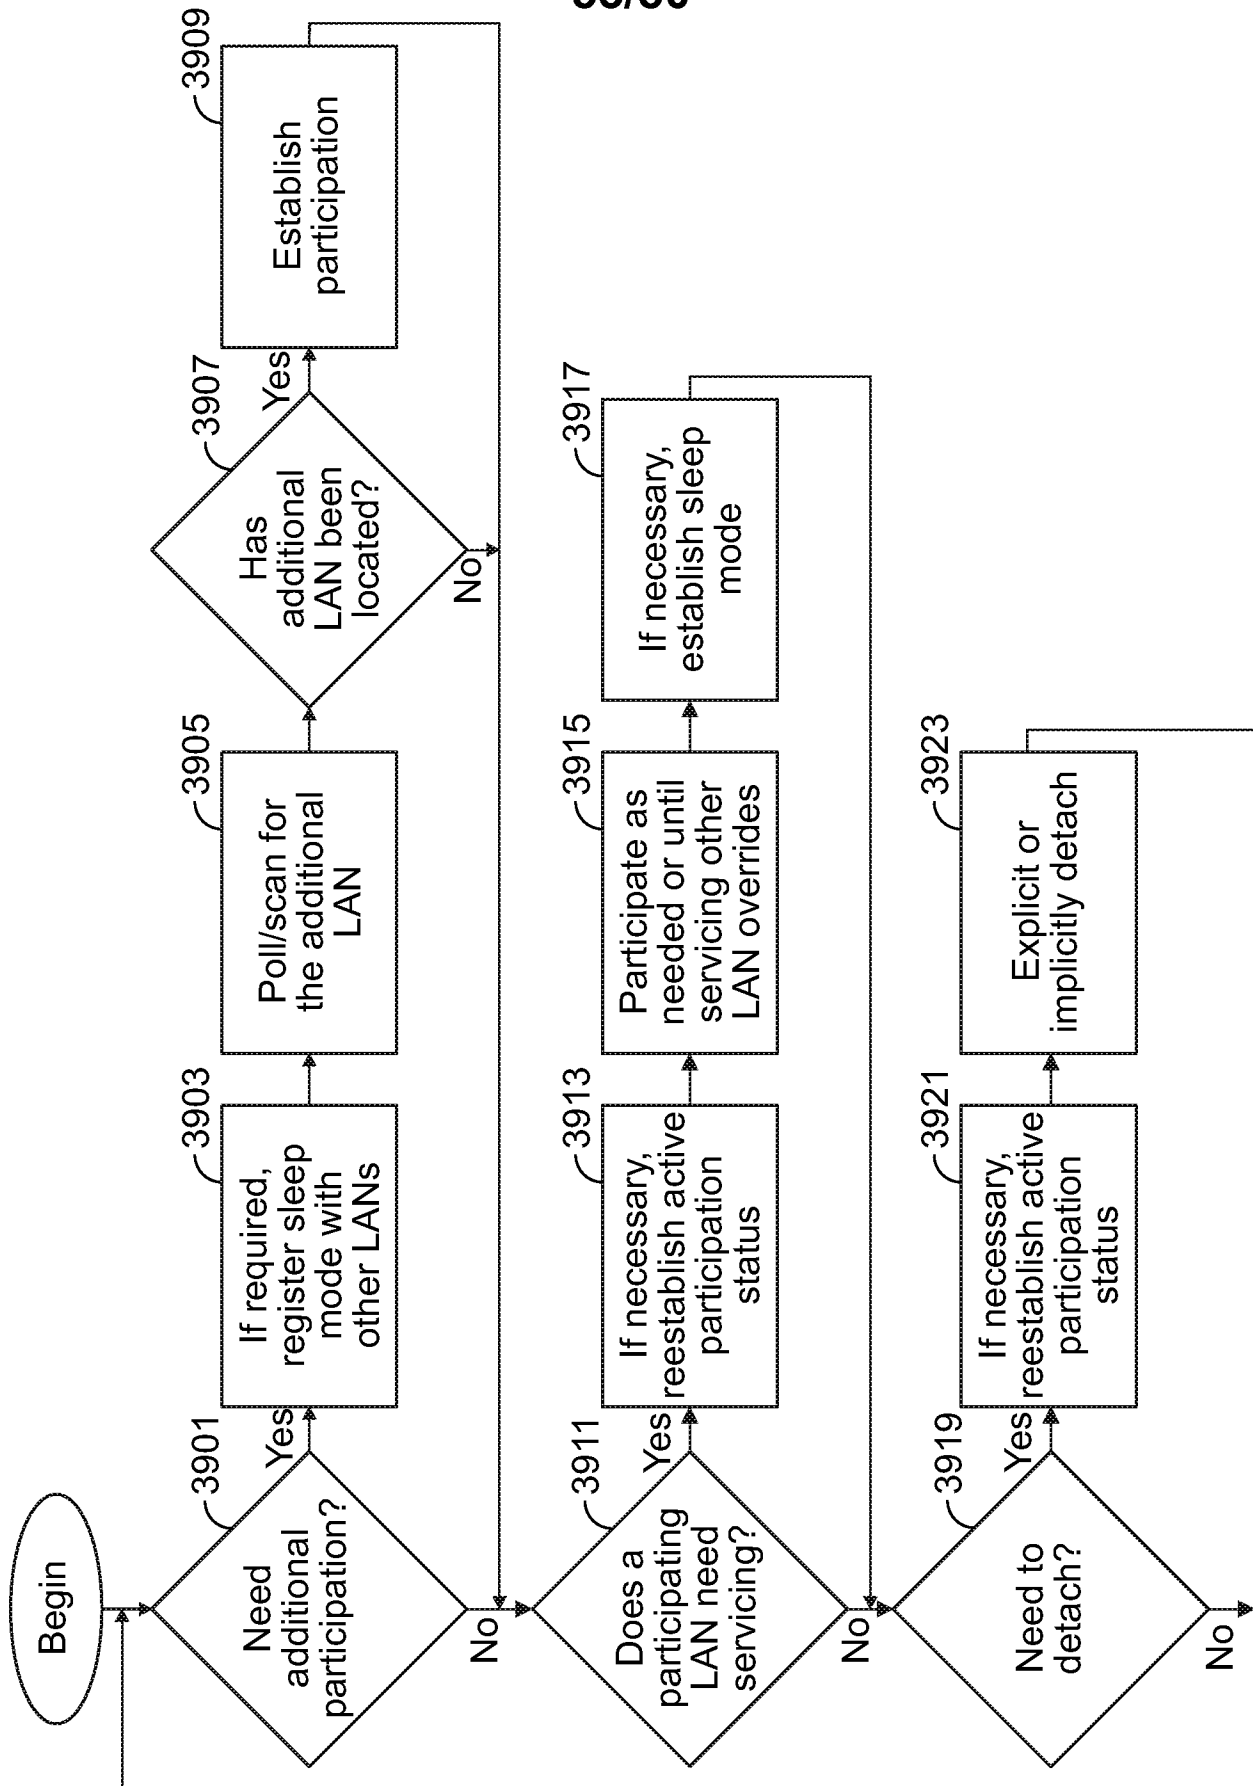 Begin
3901
Need
additional
participation?
Yes
No
3903
If required,
register sleep
mode with
other LANs
3905
Poll/scan for
the additional
LAN
3907
Has
additional
LAN been
located?
Yes
No
3909
Establish
participation
3911
Does a
participating
LAN need
servicing?
Yes
No
3913
If necessary,
reestablish active
participation
status
3915
Participate as
needed or until
servicing other
LAN overrides
3917
If necessary,
establish sleep
mode
3919
Need to
detach?
Yes
No
3921
If necessary,
reestablish active
participation
status
3923
Explicit or
implicitly detach